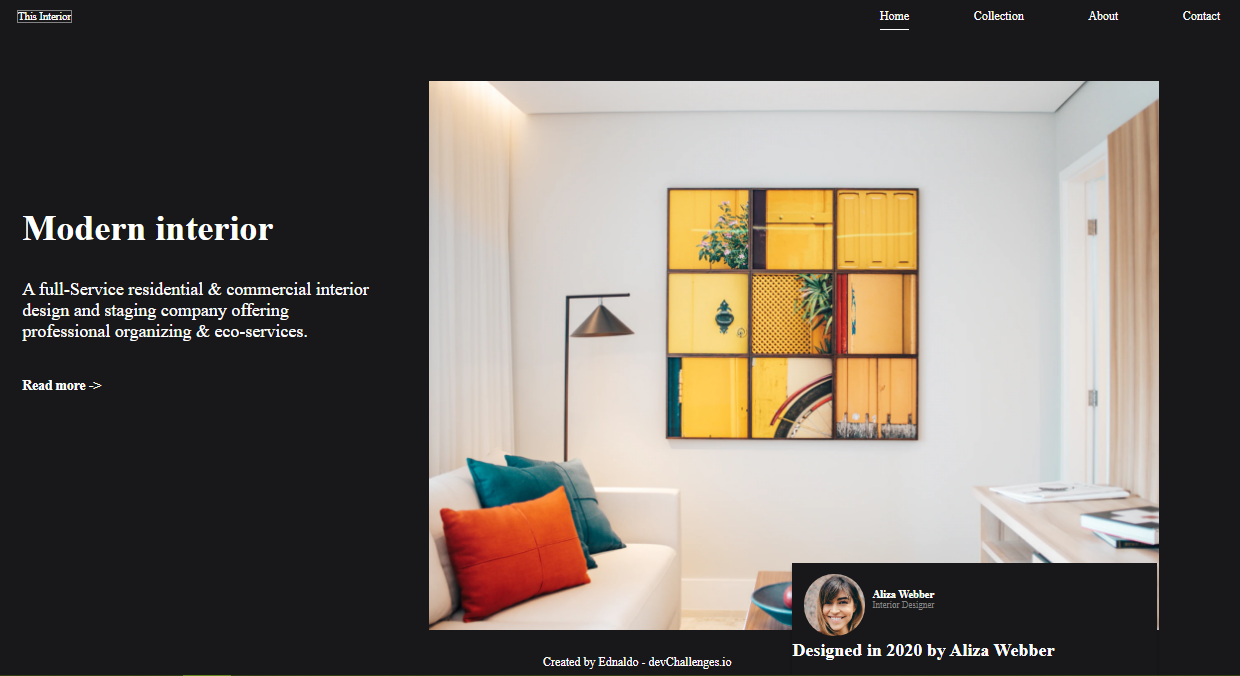 This Interior
Home
Collection
About
Contact
Modern interior
A full-Service residential & commercial interior
design and staging company offering
professional organizing & eco-services.
Read more ->
Aliza Webber
Interior Designer
Designed in 2020 by Aliza Webber
Created by Ednaldo - devChallenges.io